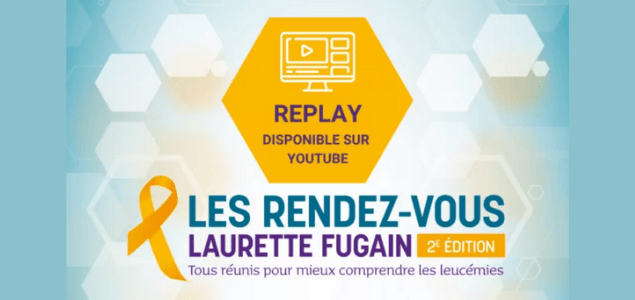 REPLAY
DISPONIBLE SUR
YOUTUBE
LES RENDEZ-VOUS
LAURETTE FUGAIN 2E ÉDITION
Tous réunis pour mieux comprendre les leucémies